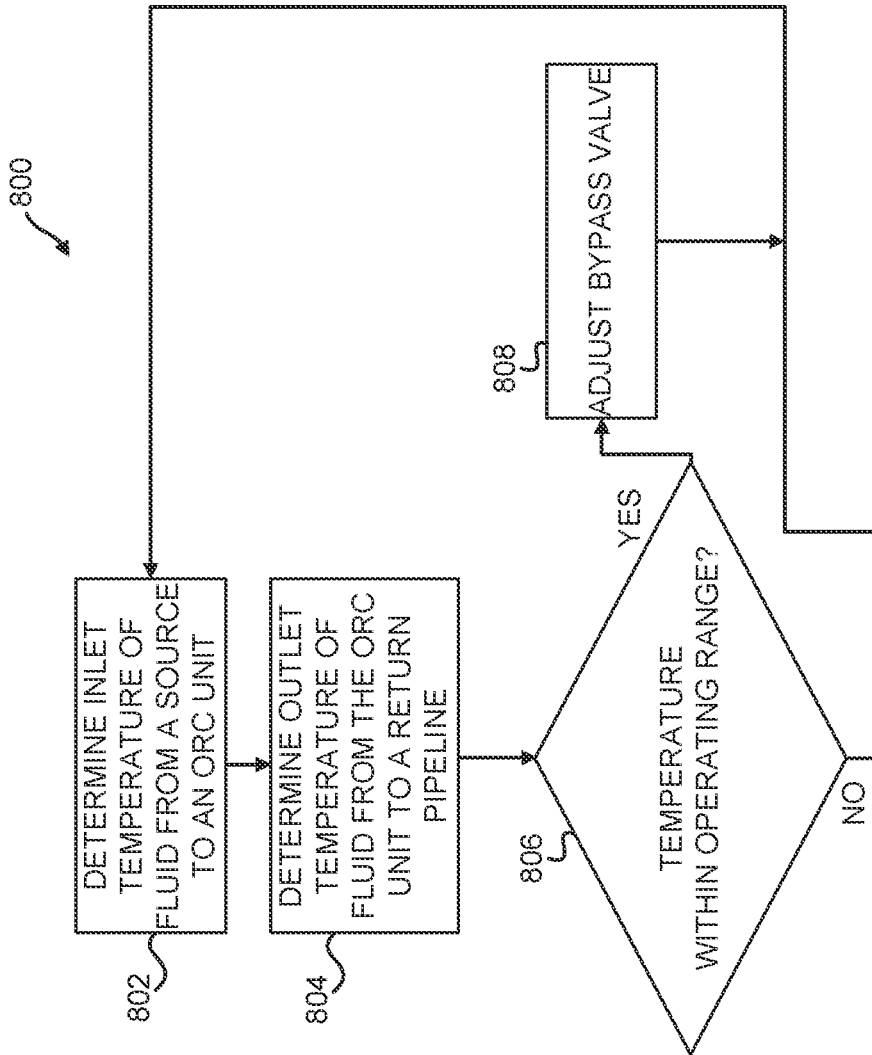 800
DETERMINE INLET
TEMPERATURE OF
FLUID FROM A SOURCE
TO AN ORC UNIT
802
DETERMINE OUTLET
TEMPERATURE OF
FLUID FROM THE ORC
UNIT TO A RETURN
PIPELINE
804
TEMPERATURE
WITHIN OPERATING RANGE?
806
YES
NO
808
ADJUST BYPASS VALVE